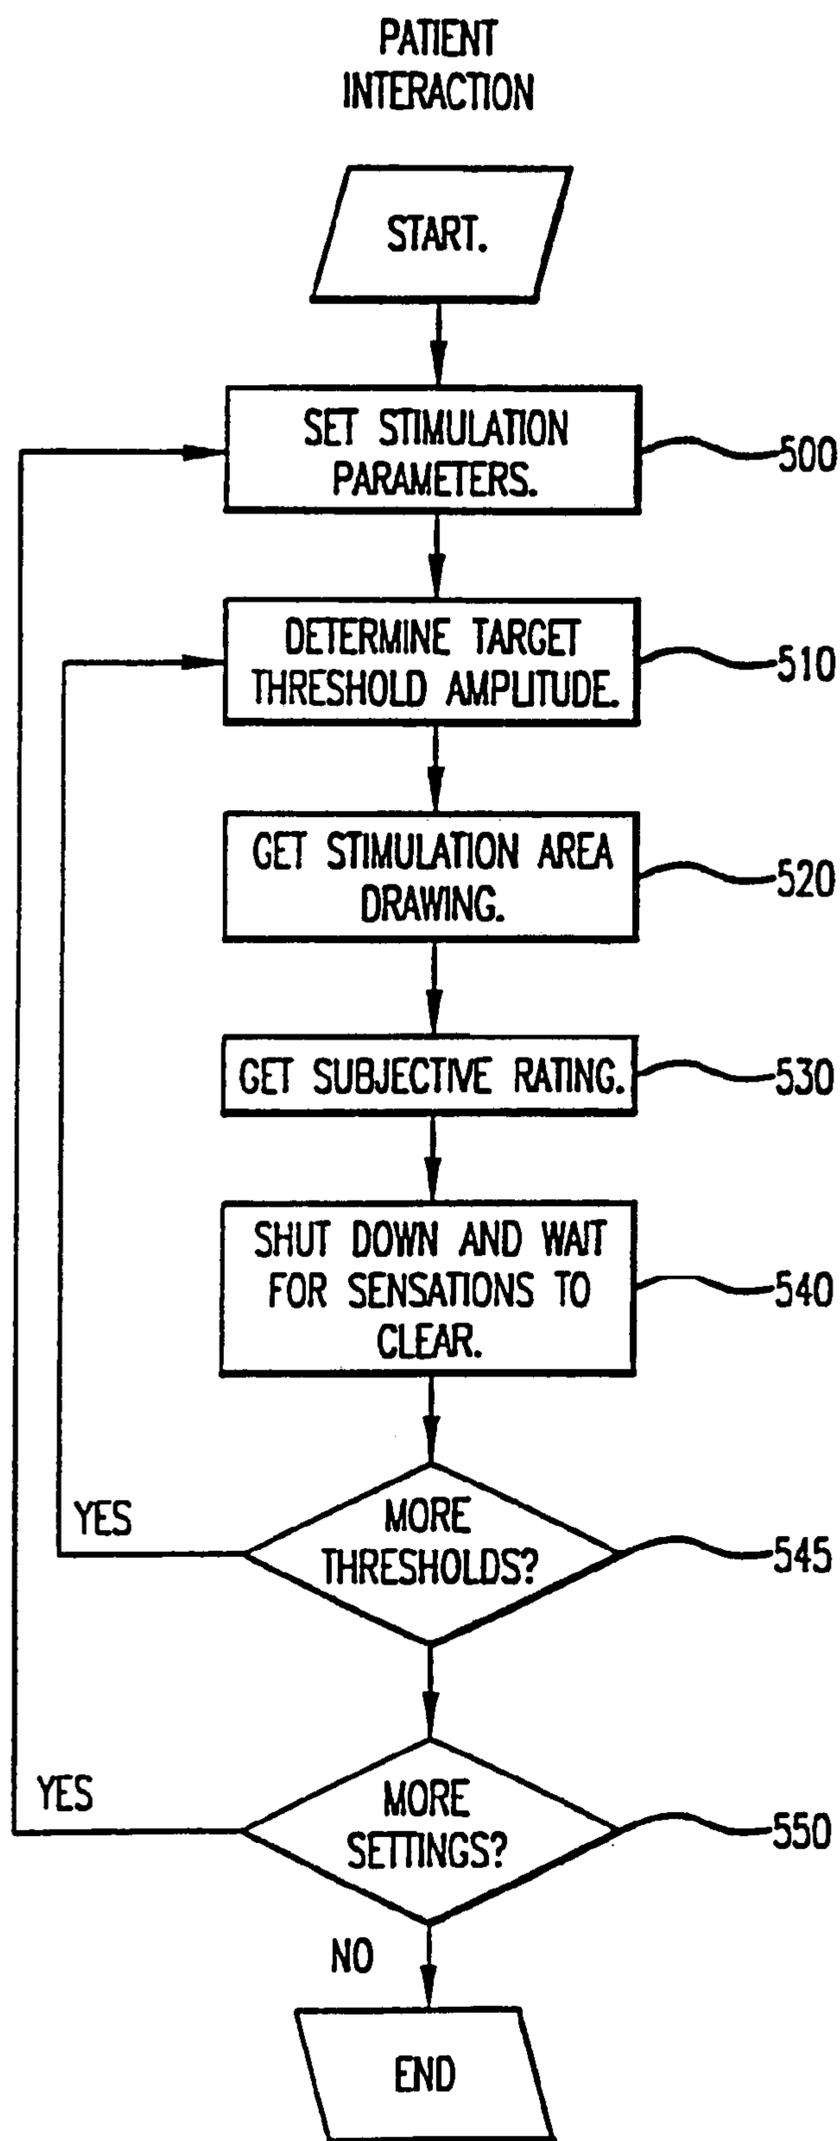 PATIENT
INTERACTION
START.
SET STIMULATION
PARAMETERS.
500
DETERMINE TARGET
THRESHOLD AMPLITUDE.
510
GET STIMULATION AREA
DRAWING.
520
GET SUBJECTIVE RATING.
530
SHUT DOWN AND WAIT
FOR SENSATIONS TO
CLEAR.
540
YES
MORE
THRESHOLDS?
545
YES
MORE
SETTINGS?
550
NO
END